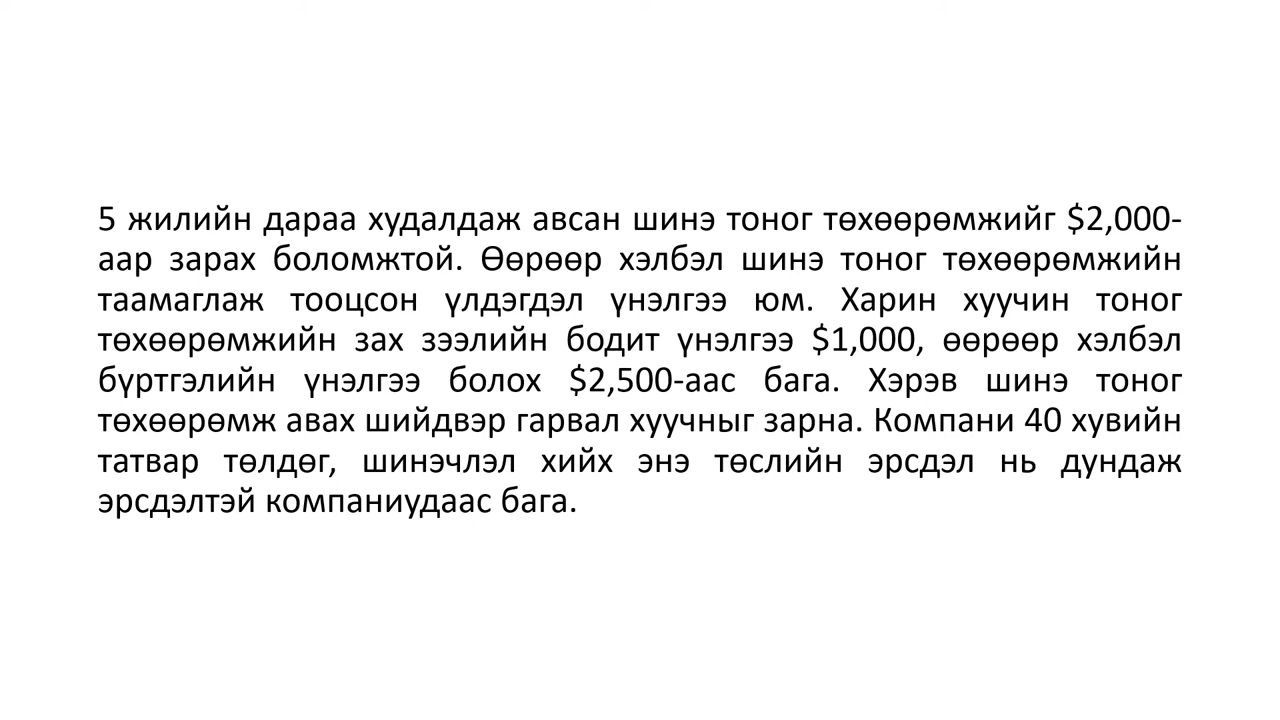 5 жилийн дараа худалдаж авсан шинэ тоног төхөөрөмжийг $2,000-
аар зарах боломжтой. Өөрөөр хэлбэл шинэ тоног төхөөрөмжийн
таамаглаж тооцсон үлдэгдэл үнэлгээ юм. Харин хуучин тоног
төхөөрөмжийн зах зээлийн бодит үнэлгээ $1,000, өөрөөр хэлбэл
бүртгэлийн үнэлгээ болох $2,500-аас бага. Хэрэв шинэ тоног
төхөөрөмж авах шийдвэр гарвал хуучныг зарна. Компани 40 хувийн
татвар төлдөг, шинэчлэл хийх энэ төслийн эрсдэл нь дундаж
эрсдэлтэй компаниудаас бага.